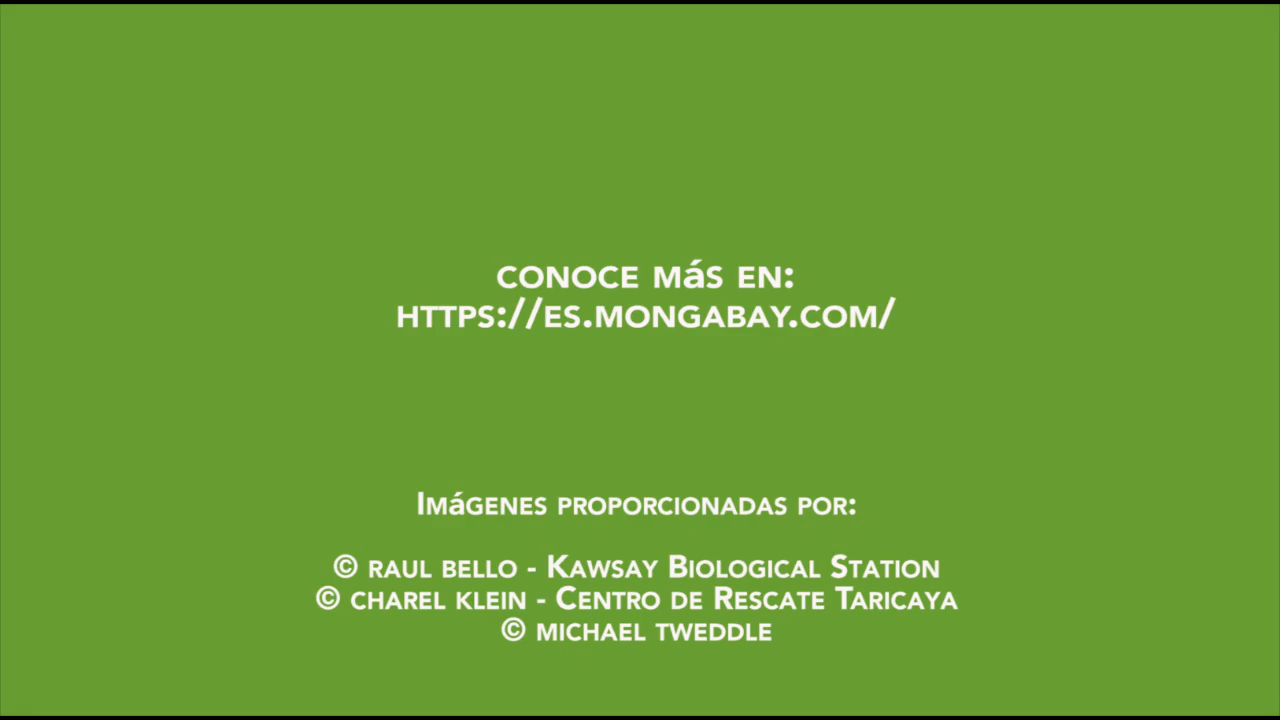 CONOCE MáS EN:
HTTPS://ES.MONGABAY.COM/
IMáGENES PROPORCIONADAS POR:
© RAUL BELLO - KAWSAY BIOLOGICAL STATION
© CHAREL KLEIN - CENTRO DE RESCATE TARICAYA
© MICHAEL TWEDDLE